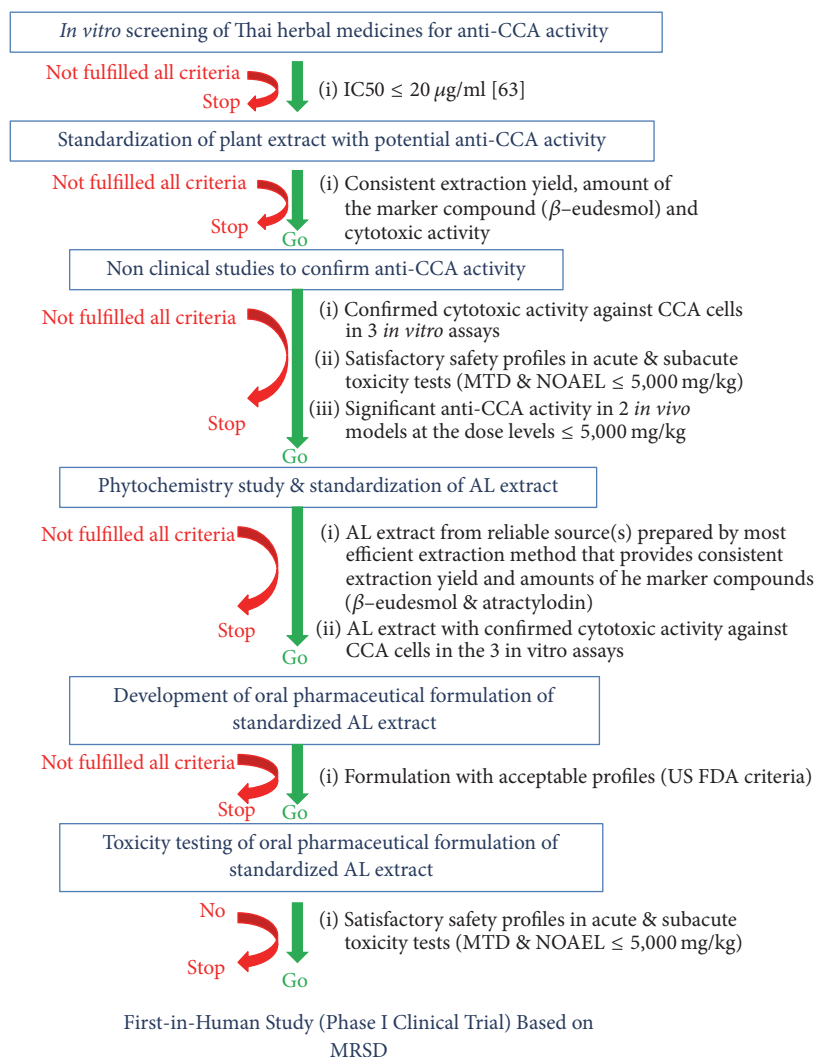 In vitro screening of Thai herbal medicines for anti-CCA activity
Not fulfilled all criteria
Stop
(i) IC50 ≤ 20 μg/ml [63]
Standardization of plant extract with potential anti-CCA activity
Not fulfilled all criteria
Stop
Go
(i) Consistent extraction yield, amount of
the marker compound (β–eudesmol) and
cytotoxic activity
Non clinical studies to confirm anti-CCA activity
Not fulfilled all criteria
Stop
Go
(i) Confirmed cytotoxic activity against CCA cells
in 3 in vitro assays
(ii) Satisfactory safety profiles in acute & subacute
toxicity tests (MTD & NOAEL ≤ 5,000 mg/kg)
(iii) Significant anti-CCA activity in 2 in vivo
models at the dose levels ≤ 5,000 mg/kg
Phytochemistry study & standardization of AL extract
Not fulfilled all criteria
Stop
Go
(i) AL extract from reliable source(s) prepared by most
efficient extraction method that provides consistent
extraction yield and amounts of he marker compounds
(β–eudesmol & atractylodin)
(ii) AL extract with confirmed cytotoxic activity against
CCA cells in the 3 in vitro assays
Development of oral pharmaceutical formulation of
standardized AL extract
Not fulfilled all criteria
Stop
Go
(i) Formulation with acceptable profiles (US FDA criteria)
Toxicity testing of oral pharmaceutical formulation of
standardized AL extract
No
Stop
Go
(i) Satisfactory safety profiles in acute & subacute
toxicity tests (MTD & NOAEL ≤ 5,000 mg/kg)
First-in-Human Study (Phase I Clinical Trial) Based on
MRSD